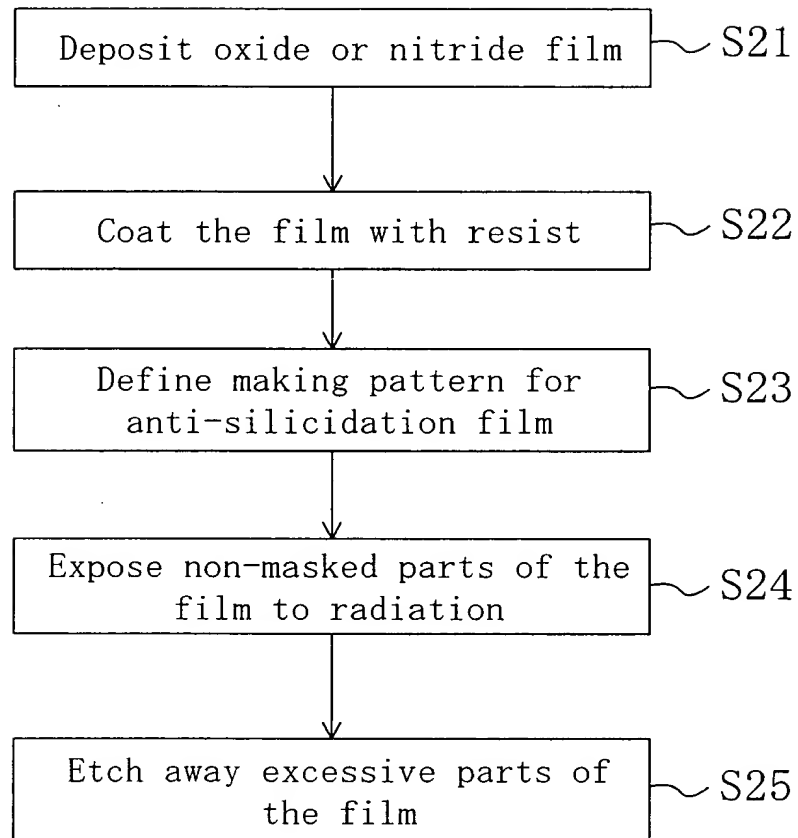 Deposit oxide or nitride film
S21
Coat the film with resist
S22
Define making pattern for
anti-silicidation film
S23
Expose non-masked parts of the
film to radiation
S24
Etch away excessive parts of
the film
S25